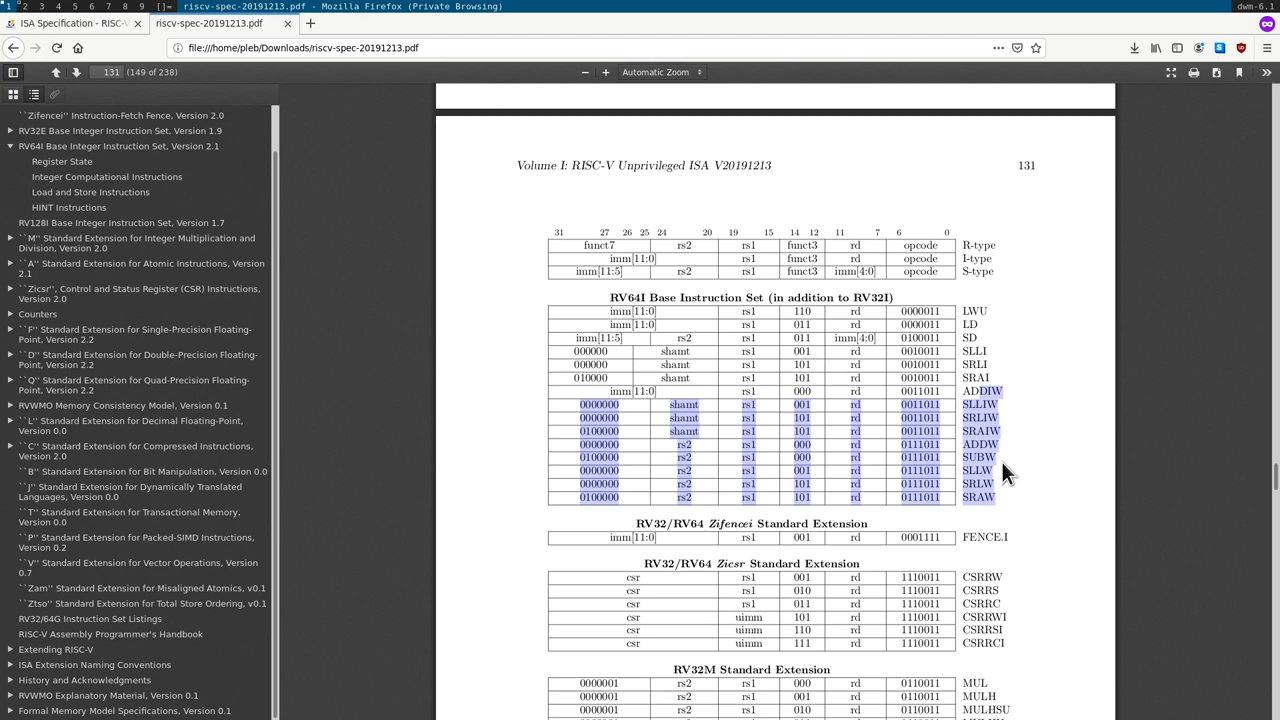 1 2 3 4 5 6 7 8 9 []= riscv-spec-20191213.pdf - Mozilla Firefox (Private Browsing) dwm-6.1
ISA Specification - RISC-V riscv-spec-20191213.pdf
file:///home/pleb/Downloads/riscv-spec-20191213.pdf
131 (149 of 238) Automatic Zoom
``Zifencei'' Instruction-Fetch Fence, Version 2.0
RV32E Base Integer Instruction Set, Version 1.9
RV64I Base Integer Instruction Set, Version 2.1
Register State
Integer Computational Instructions
Load and Store Instructions
HINT Instructions
RV128I Base Integer Instruction Set, Version 1.7
``M'' Standard Extension for Integer Multiplication and
Division, Version 2.0
``A'' Standard Extension for Atomic Instructions, Version
2.1
``Zicsr'', Control and Status Register (CSR) Instructions,
Version 2.0
Counters
``F'' Standard Extension for Single-Precision Floating-
Point, Version 2.2
``D'' Standard Extension for Double-Precision Floating-
Point, Version 2.2
``Q'' Standard Extension for Quad-Precision Floating-
Point, Version 2.2
RVWMO Memory Consistency Model, Version 0.1
``L'' Standard Extension for Decimal Floating-Point,
Version 0.0
``C'' Standard Extension for Compressed Instructions,
Version 2.0
``B'' Standard Extension for Bit Manipulation, Version 0.0
``J'' Standard Extension for Dynamically Translated
Languages, Version 0.0
``T'' Standard Extension for Transactional Memory,
Version 0.0
``P'' Standard Extension for Packed-SIMD Instructions,
Version 0.2
``V'' Standard Extension for Vector Operations, Version
0.7
``Zam'' Standard Extension for Misaligned Atomics, v0.1
``Ztso'' Standard Extension for Total Store Ordering, v0.1
RV32/64G Instruction Set Listings
RISC-V Assembly Programmer's Handbook
Extending RISC-V
ISA Extension Naming Conventions
History and Acknowledgments
RVWMO Explanatory Material, Version 0.1
Formal Memory Model Specifications, Version 0.1
Volume I: RISC-V Unprivileged ISA V20191213 131
31 27 26 25 24 20 19 15 14 12 11 7 6 0
funct7 rs2 rs1 funct3 rd opcode R-type
imm[11:0] rs1 funct3 rd opcode I-type
imm[11:5] rs2 rs1 funct3 imm[4:0] opcode S-type
RV64I Base Instruction Set (in addition to RV32I)
imm[11:0] rs1 110 rd 0000011 LWU
imm[11:0] rs1 011 rd 0000011 LD
imm[11:5] rs2 rs1 011 imm[4:0] 0100011 SD
000000 shamt rs1 001 rd 0010011 SLLI
000000 shamt rs1 101 rd 0010011 SRLI
010000 shamt rs1 101 rd 0010011 SRAI
imm[11:0] rs1 000 rd 0011011 ADDIW
0000000 shamt rs1 001 rd 0011011 SLLIW
0000000 shamt rs1 101 rd 0011011 SRLIW
0100000 shamt rs1 101 rd 0011011 SRAIW
0000000 rs2 rs1 000 rd 0111011 ADDW
0100000 rs2 rs1 000 rd 0111011 SUBW
0000000 rs2 rs1 001 rd 0111011 SLLW
0000000 rs2 rs1 101 rd 0111011 SRLW
0100000 rs2 rs1 101 rd 0111011 SRAW
RV32/RV64 Zifencei Standard Extension
imm[11:0] rs1 001 rd 0001111 FENCE.I
RV32/RV64 Zicsr Standard Extension
csr rs1 001 rd 1110011 CSRRW
csr rs1 010 rd 1110011 CSRRS
csr rs1 011 rd 1110011 CSRRC
csr uimm 101 rd 1110011 CSRRWI
csr uimm 110 rd 1110011 CSRRSI
csr uimm 111 rd 1110011 CSRRCI
RV32M Standard Extension
0000001 rs2 rs1 000 rd 0110011 MUL
0000001 rs2 rs1 001 rd 0110011 MULH
0000001 rs2 rs1 010 rd 0110011 MULHSU